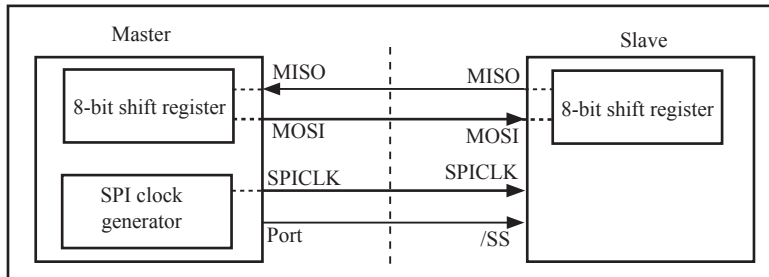 Master
Slave
MISO
MISO
8-bit shift register
8-bit shift register
MOSI
MOSI
SPICLK
SPICLK
SPI clock
generator
Port
/SS